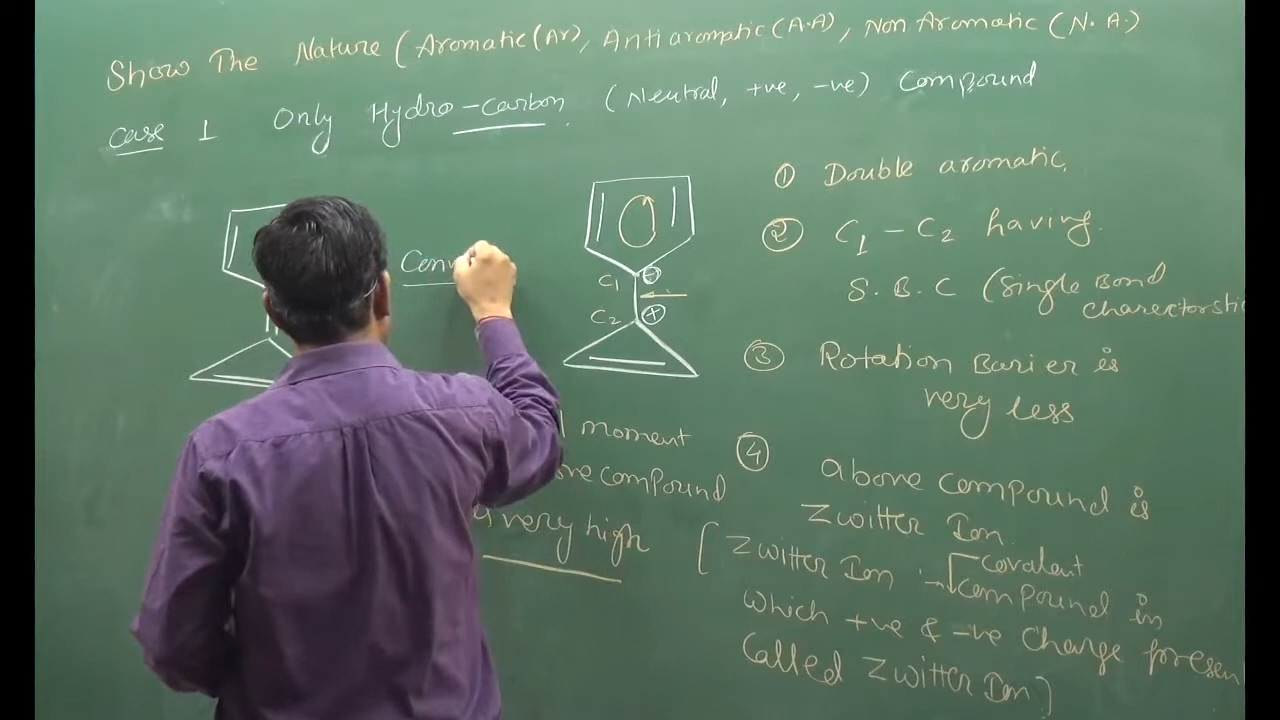 Show The Nature (Aromatic(Ar), Antiaromatic(A.A), Non Aromatic (N.A.)
Case 1 Only Hydro-carbon (Neutral, +ve, -ve) Compound
C1
⊖
C2
⊕
① Double aromatic.
② C1 - C2 having.
S.B.C (Single Bond
charectorstic
③ Rotation Barier is
very less
④ above compound is
Zwitter Ion.
[Zwitter Ion → covalent
compound in
which +ve & -ve Charge presen
Called Zwitter Ion]
moment
compound
very high